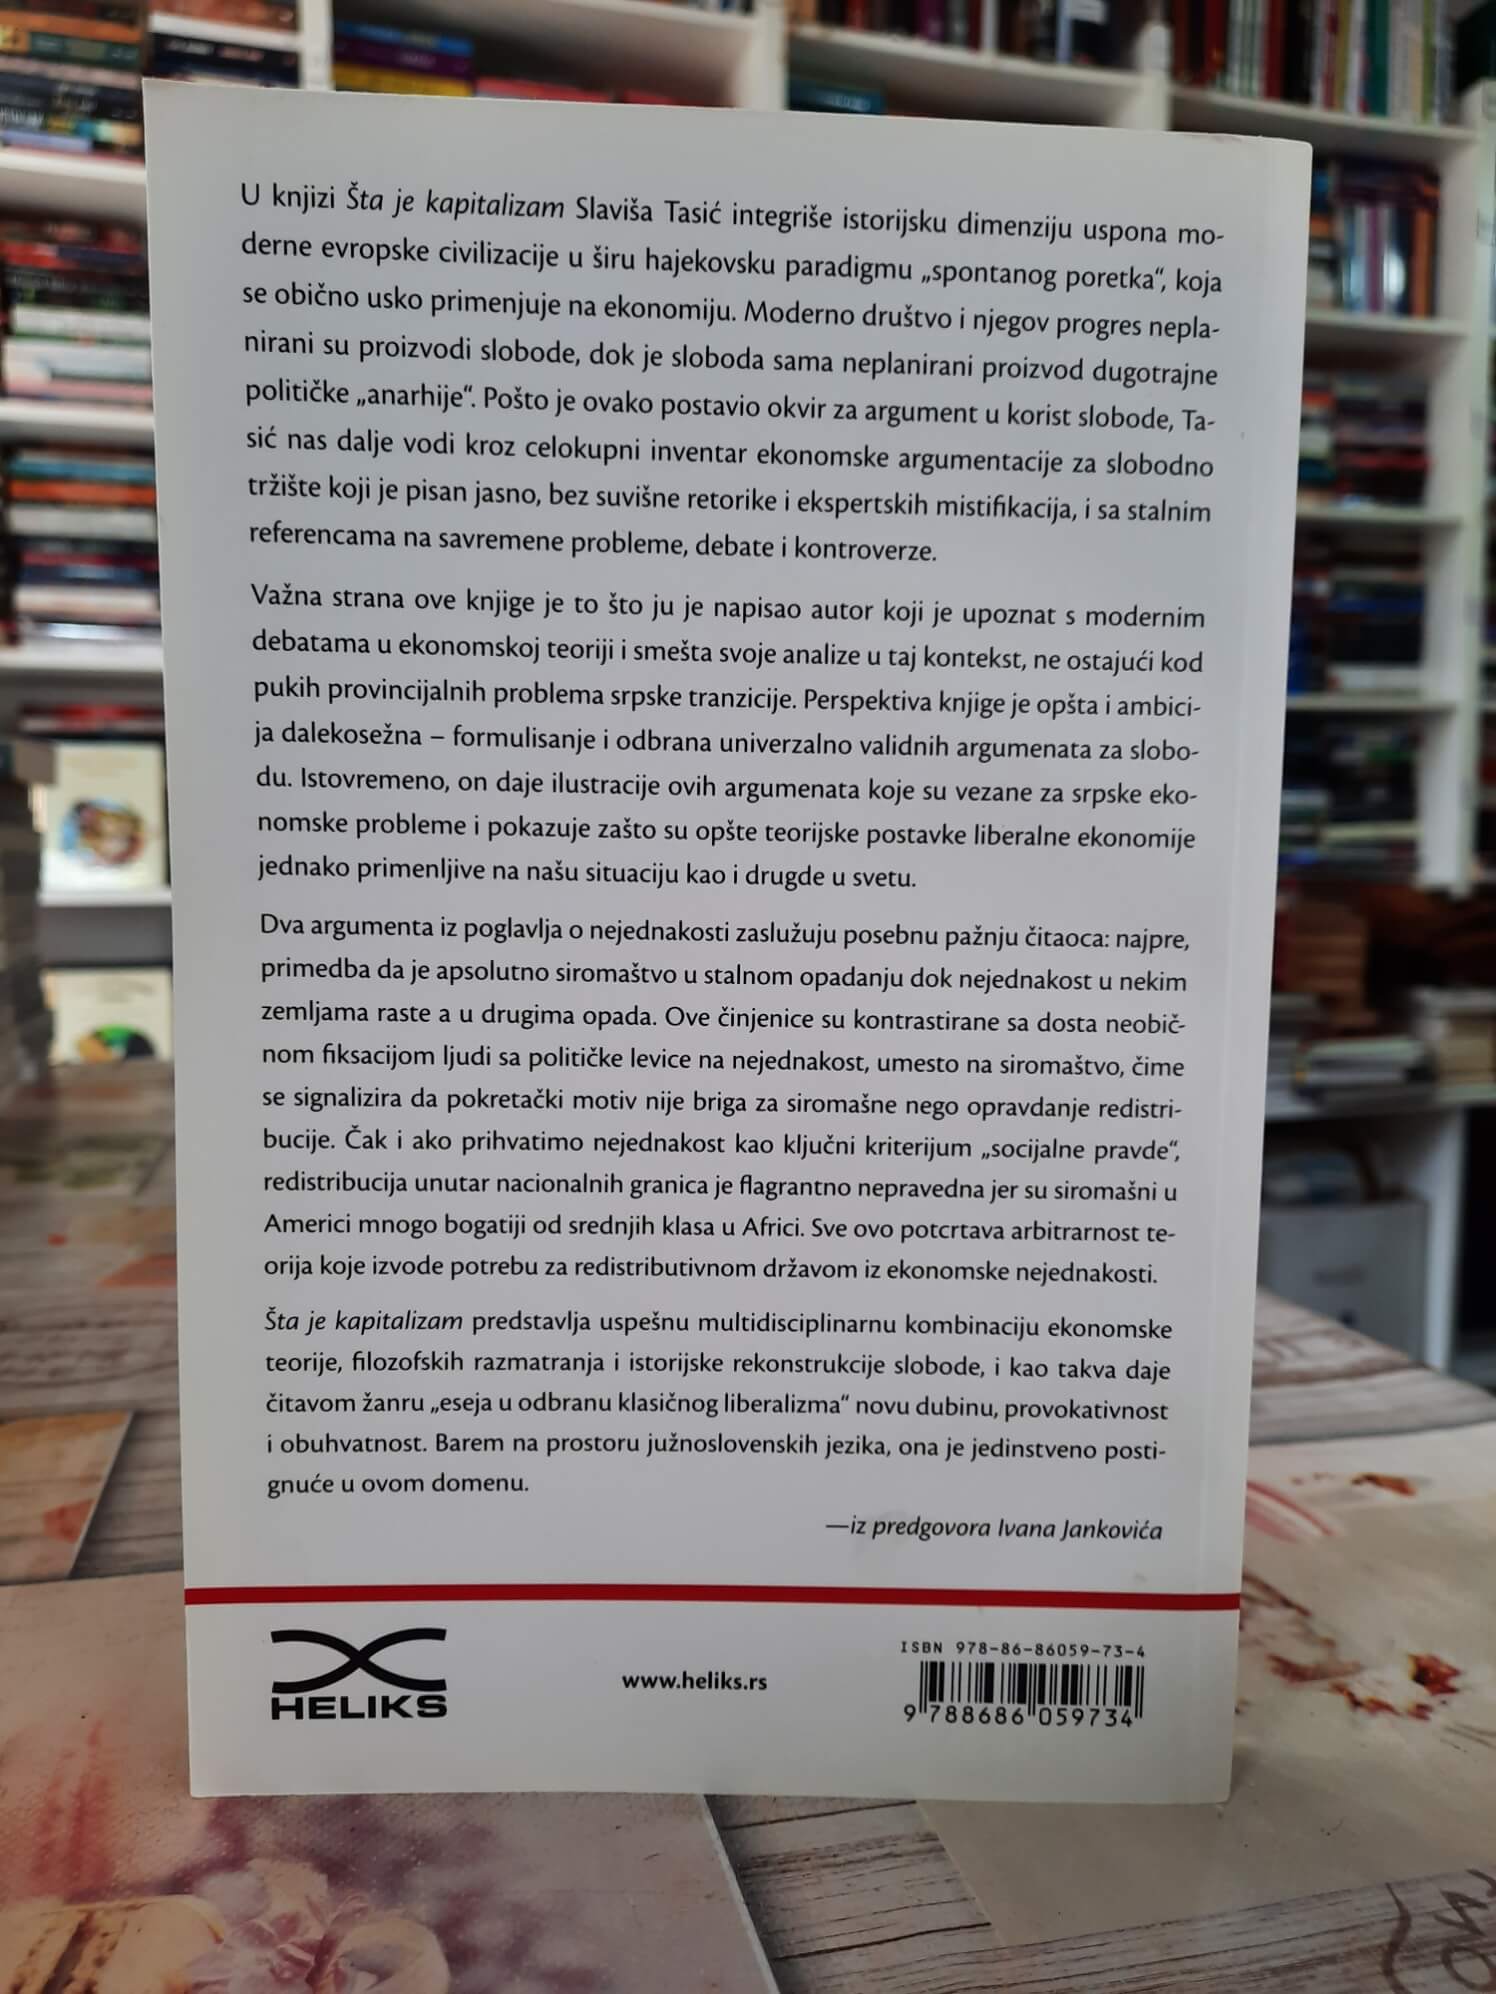 U knjizi Šta je kapitalizam Slaviša Tasić integriše istorijsku dimenziju uspona mo-
derne evropske civilizacije u širu hajekovsku paradigmu „spontanog poretka“, koja
se obično usko primenjuje na ekonomiju. Moderno društvo i njegov progres nepla-
nirani su proizvodi slobode, dok je sloboda sama neplanirani proizvod dugotrajne
političke „anarhije“. Pošto je ovako postavio okvir za argument u korist slobode, Ta-
sić nas dalje vodi kroz celokupni inventar ekonomske argumentacije za slobodno
tržište koji je pisan jasno, bez suvišne retorike i ekspertskih mistifikacija, i sa stalnim
referencama na savremene probleme, debate i kontroverze.
Važna strana ove knjige je to što ju je napisao autor koji je upoznat s modernim
debatama u ekonomskoj teoriji i smešta svoje analize u taj kontekst, ne ostajući kod
pukih provincijalnih problema srpske tranzicije. Perspektiva knjige je opšta i ambici-
ja dalekosežna – formulisanje i odbrana univerzalno validnih argumenata za slobo-
du. Istovremeno, on daje ilustracije ovih argumenata koje su vezane za srpske eko-
nomske probleme i pokazuje zašto su opšte teorijske postavke liberalne ekonomije
jednako primenljive na našu situaciju kao i drugde u svetu.
Dva argumenta iz poglavlja o nejednakosti zaslužuju posebnu pažnju čitaoca: najpre,
primedba da je apsolutno siromaštvo u stalnom opadanju dok nejednakost u nekim
zemljama raste a u drugima opada. Ove činjenice su kontrastirane sa dosta neobič-
nom fiksacijom ljudi sa političke levice na nejednakost, umesto na siromaštvo, čime
se signalizira da pokretački motiv nije briga za siromašne nego opravdanje redistri-
bucije. Čak i ako prihvatimo nejednakost kao ključni kriterijum „socijalne pravde“,
redistribucija unutar nacionalnih granica je flagrantno nepravedna jer su siromašni u
Americi mnogo bogatiji od srednjih klasa u Africi. Sve ovo potcrtava arbitrarnost te-
orija koje izvode potrebu za redistributivnom državom iz ekonomske nejednakosti.
Šta je kapitalizam predstavlja uspešnu multidisciplinarnu kombinaciju ekonomske
teorije, filozofskih razmatranja i istorijske rekonstrukcije slobode, i kao takva daje
čitavom žanru „eseja u odbranu klasičnog liberalizma“ novu dubinu, provokativnost
i obuhvatnost. Barem na prostoru južnoslovenskih jezika, ona je jedinstveno posti-
gnuće u ovom domenu.
—iz predgovora Ivana Jankovića
HELIKS
www.heliks.rs
ISBN 978-86-86059-73-4
9 788686 059734